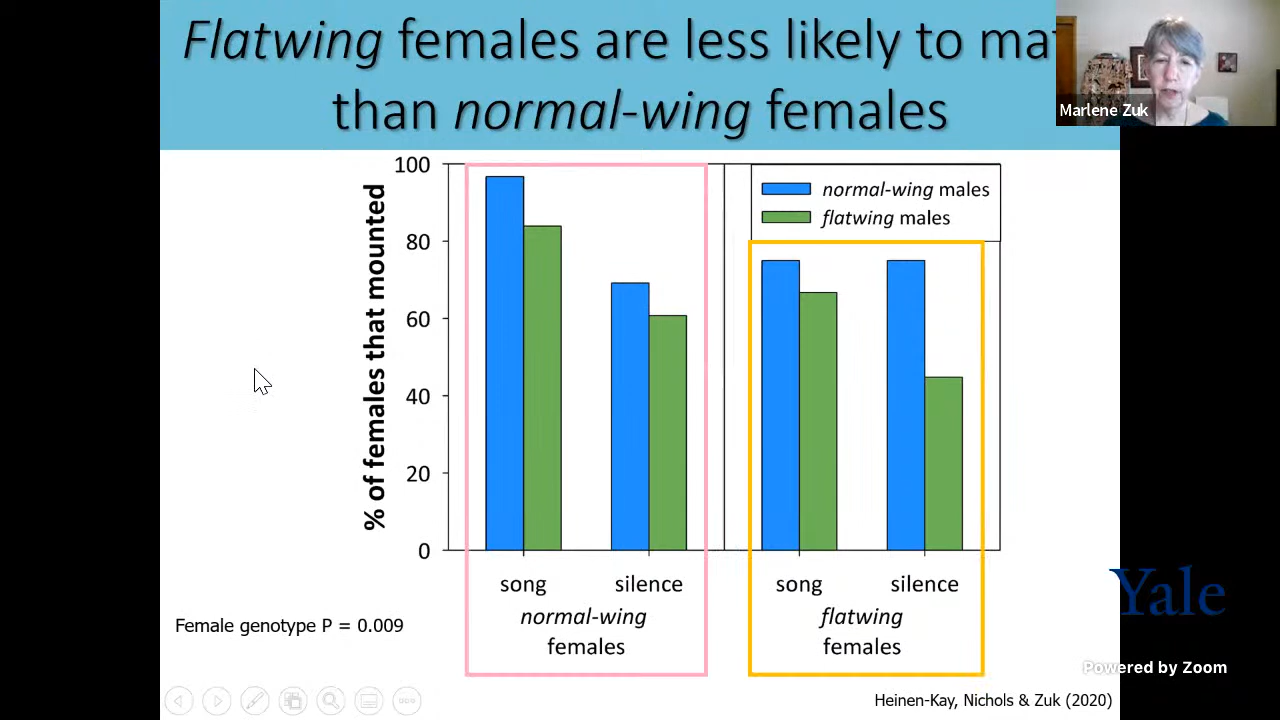 Flatwing females are less likely to ma
than normal-wing females
Marlene Zuk
% of females that mounted
100
80
60
40
20
0
normal-wing males
flatwing males
song
silence
normal-wing
females
song
silence
flatwing
females
Female genotype P = 0.009
Yale
Powered by Zoom
Heinen-Kay, Nichols & Zuk (2020)